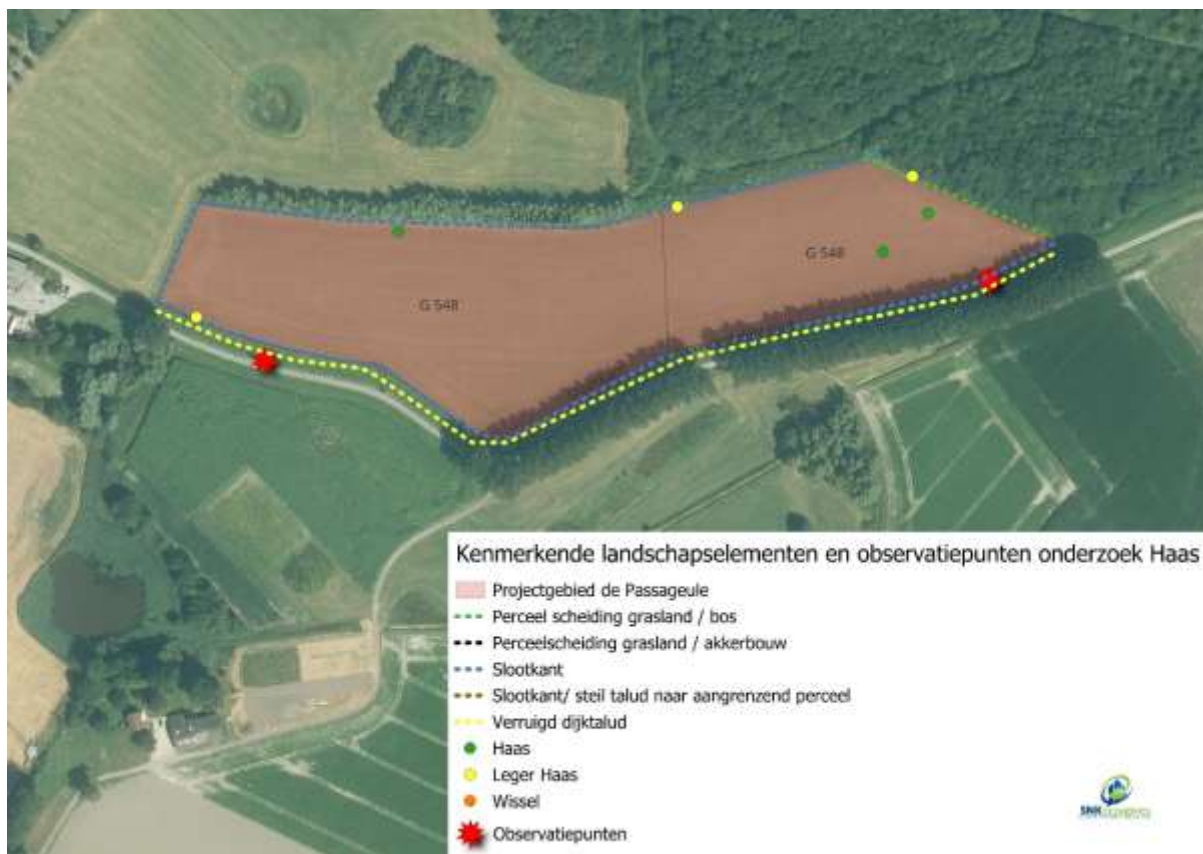 G 548
G 548
Kenmerkende landschapselementen en observatiepunten onderzoek Haas
Projectgebied de Passageule
Perceel scheiding grasland / bos
Perceelscheiding grasland / akkerbouw
Slootkant
Slootkant/ steil talud naar aangrenzend perceel
Verruigd dijktalud
Haas
Leger Haas
Wissel
Observatiepunten